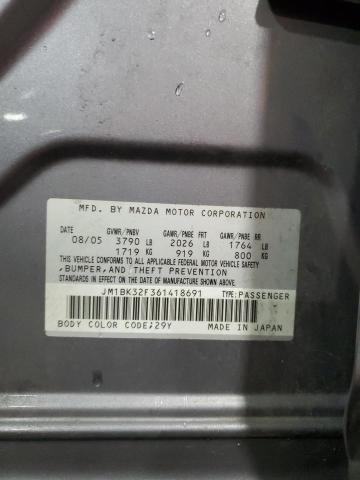 MFD. BY MAZDA MOTOR CORPORATION
DATE GVWR/PNBV GAWR/PNBE FRT GAWR/PNBE RR
08/05 3790 LB 2026 LB 1764 LB
1719 KG 919 KG 800 KG
THIS VEHICLE CONFORMS TO ALL APPLICABLE FEDERAL MOTOR VEHICLE SAFETY
,BUMPER,AND THEFT PREVENTION
STANDARDS IN EFFECT ON THE DATE OF MANUFACTURE SHOWN ABOVE.
JM1BK32F361418691 TYPE:PASSENGER
BODY COLOR CODE;29Y MADE IN JAPAN